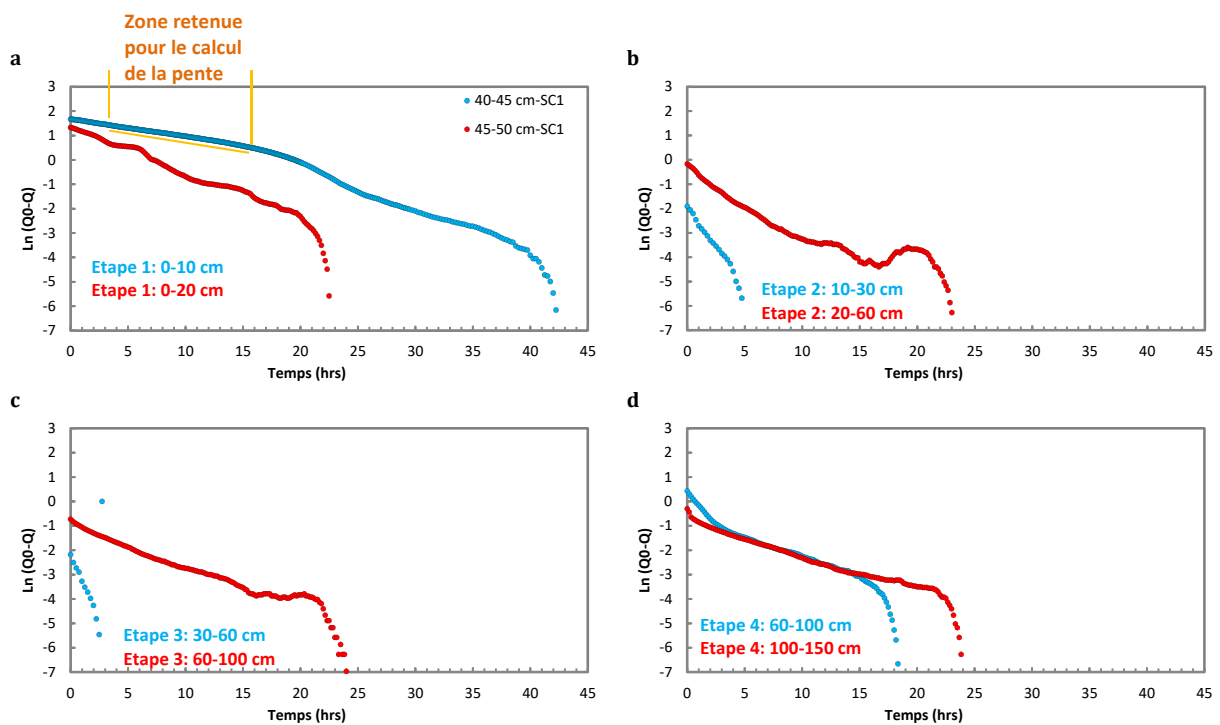 Zone retenue
pour le calcul
de la pente
a
3
2
1
0
-1
-2
-3
-4
-5
-6
-7
Ln (Q0-Q)
40-45 cm-SC1
45-50 cm-SC1
Etape 1: 0-10 cm
Etape 1: 0-20 cm
0 5 10 15 20 25 30 35 40 45
Temps (hrs)
b
3
2
1
0
-1
-2
-3
-4
-5
-6
-7
Ln (Q0-Q)
Etape 2: 10-30 cm
Etape 2: 20-60 cm
0 5 10 15 20 25 30 35 40 45
Temps (hrs)
c
3
2
1
0
-1
-2
-3
-4
-5
-6
-7
Ln (Q0-Q)
Etape 3: 30-60 cm
Etape 3: 60-100 cm
0 5 10 15 20 25 30 35 40 45
Temps (hrs)
d
3
2
1
0
-1
-2
-3
-4
-5
-6
-7
Ln (Q0-Q)
Etape 4: 60-100 cm
Etape 4: 100-150 cm
0 5 10 15 20 25 30 35 40 45
Temps (hrs)